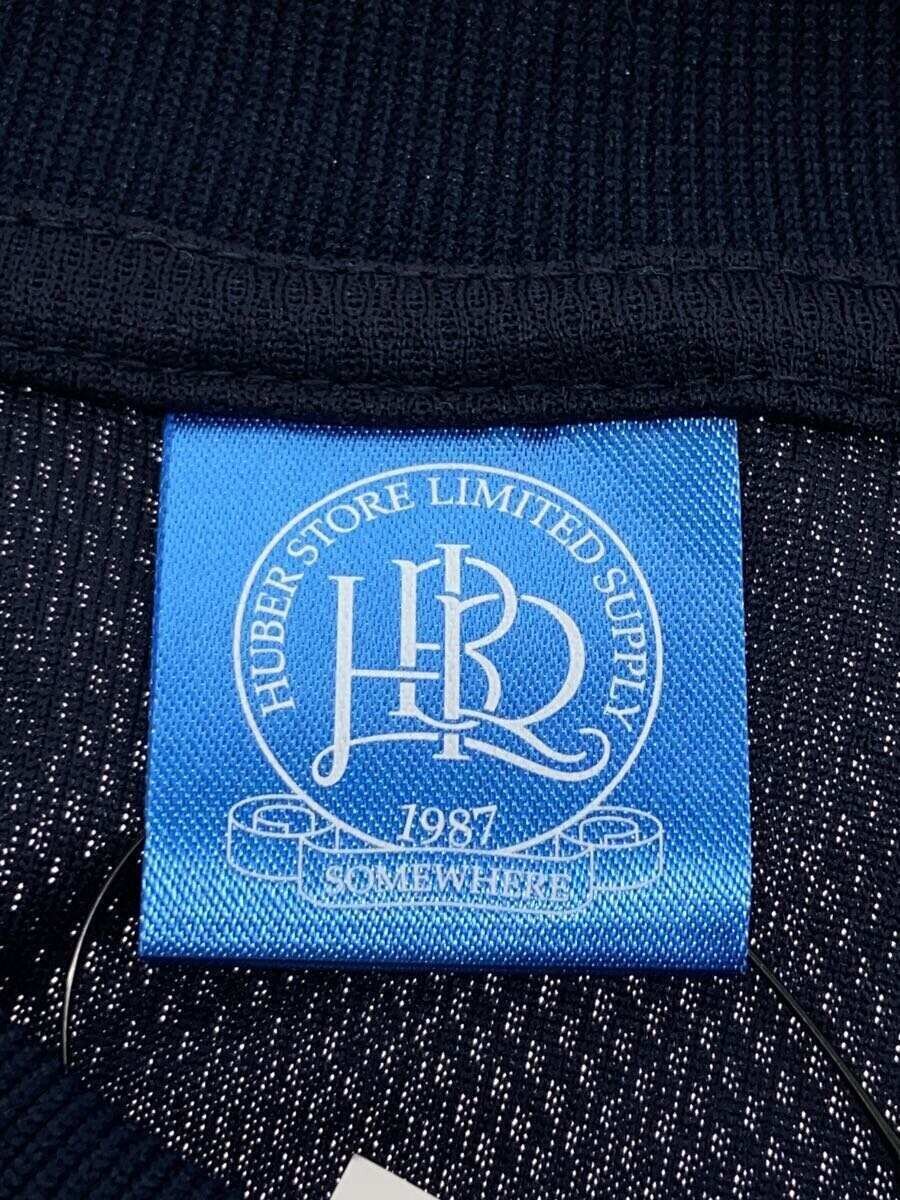 HUBER STORE LIMITED SUPPLY
HBR
1987
SOMEWHERE